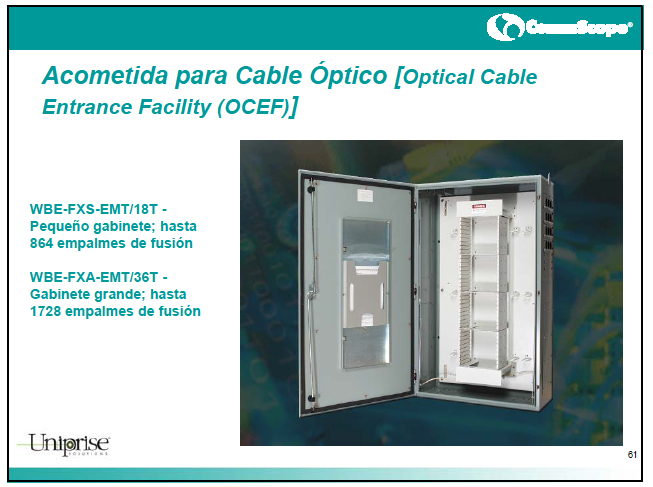 CommScope®
Acometida para Cable Óptico [Optical Cable
Entrance Facility (OCEF)]
WBE-FXS-EMT/18T -
Pequeño gabinete; hasta
864 empalmes de fusión
WBE-FXA-EMT/36T -
Gabinete grande; hasta
1728 empalmes de fusión
Uniprise
SOLUTIONS
61